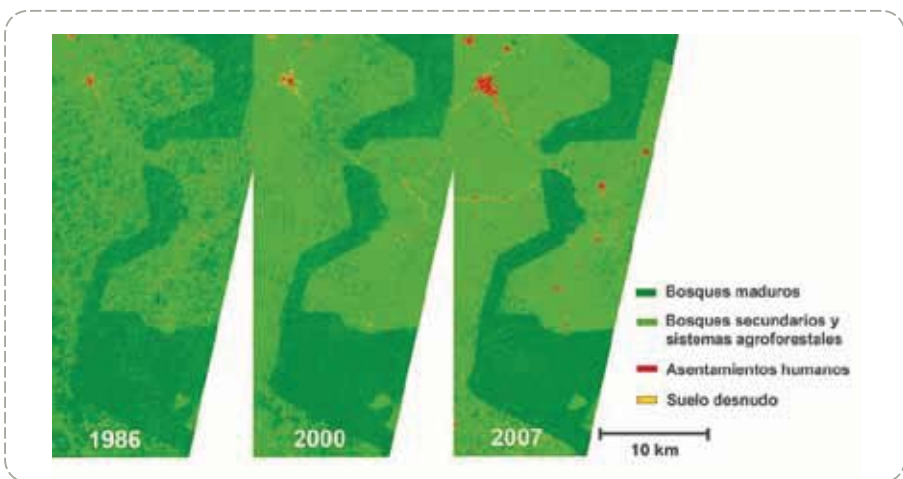 Bosques maduros
Bosques secundarios y
sistemas agroforestales
Asentamientos humanos
Suelo desnudo
1986
2000
2007
10 km